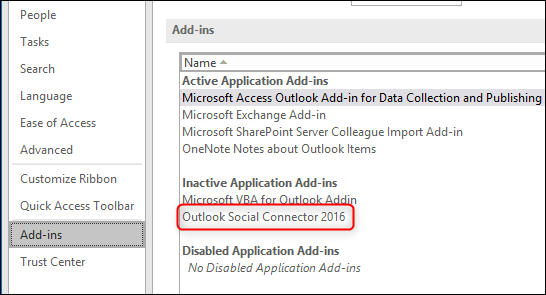 People
Tasks
Search
Language
Ease of Access
Advanced
Customize Ribbon
Quick Access Toolbar
Add-ins
Trust Center
Add-ins
Name
Active Application Add-ins
Microsoft Access Outlook Add-in for Data Collection and Publishing
Microsoft Exchange Add-in
Microsoft SharePoint Server Colleague Import Add-in
OneNote Notes about Outlook Items
Inactive Application Add-ins
Microsoft VBA for Outlook Addin
Outlook Social Connector 2016
Disabled Application Add-ins
No Disabled Application Add-ins